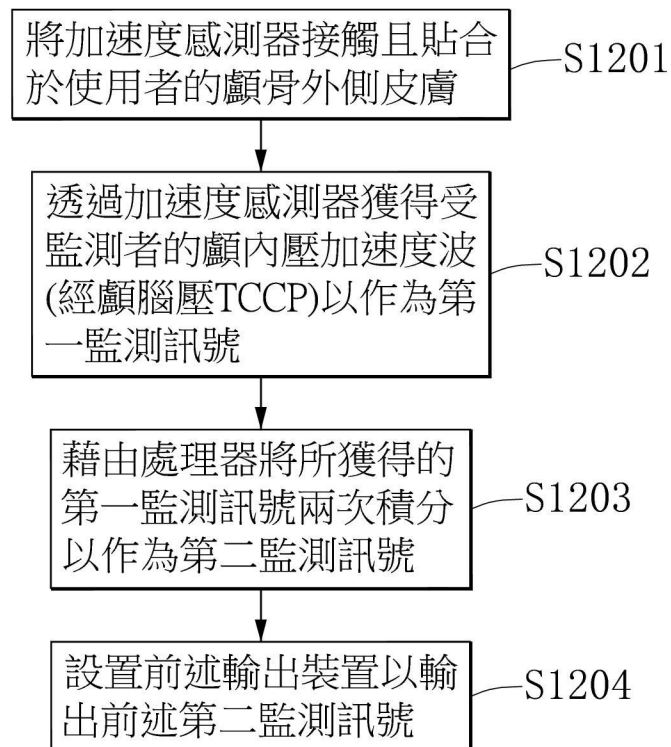 將加速度感測器接觸且貼合
於使用者的顱骨外側皮膚
S1201
透過加速度感測器獲得受
監測者的顱內壓加速度波
(經顱腦壓TCCP)以作為第
一監測訊號
S1202
藉由處理器將所獲得的
第一監測訊號兩次積分
以作為第二監測訊號
S1203
設置前述輸出裝置以輸
出前述第二監測訊號
S1204